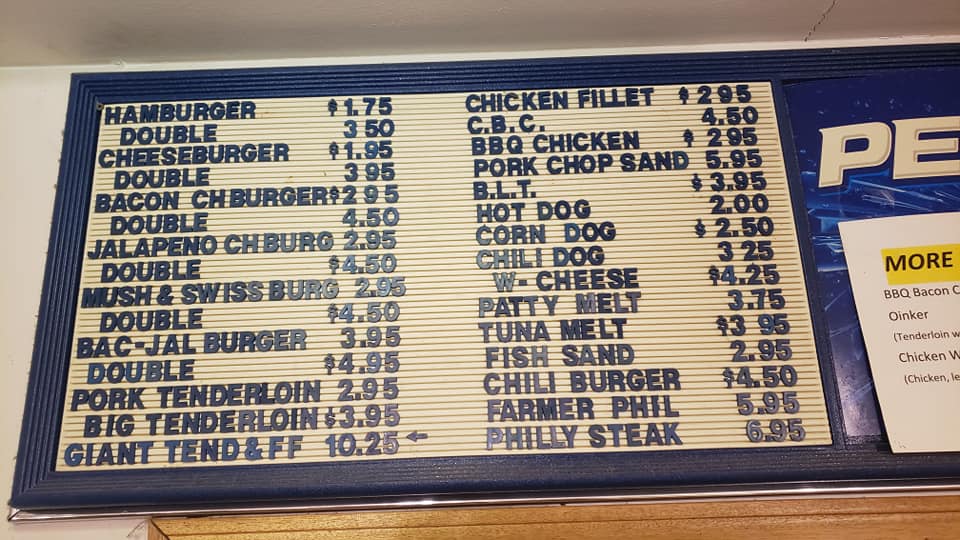 HAMBURGER $1.75
DOUBLE 3 50
CHEESEBURGER $1.95
DOUBLE 3 95
BACON CHBURGER $2 95
DOUBLE 4.50
JALAPENO CHBURG 2.95
DOUBLE $4.50
MUSH & SWISS BURG 2.95
DOUBLE $4.50
BAC-JAL BURGER 3.95
DOUBLE $4.95
PORK TENDERLOIN 2.95
BIG TENDERLOIN $3.95
GIANT TEND & FF 10.25 ←
CHICKEN FILLET $2 95
C.B.C. 4.50
BBQ CHICKEN $2 95
PORK CHOP SAND 5.95
B.L.T. $3.95
HOT DOG 2.00
CORN DOG $2.50
CHILI DOG 3 25
W- CHEESE $4.25
PATTY MELT 3.75
TUNA MELT $3 95
FISH SAND 2.95
CHILI BURGER $4.50
FARMER PHIL 5.95
PHILLY STEAK 6.95
PE
MORE
BBQ Bacon C
Oinker
(Tenderloin w
Chicken W
(Chicken, le